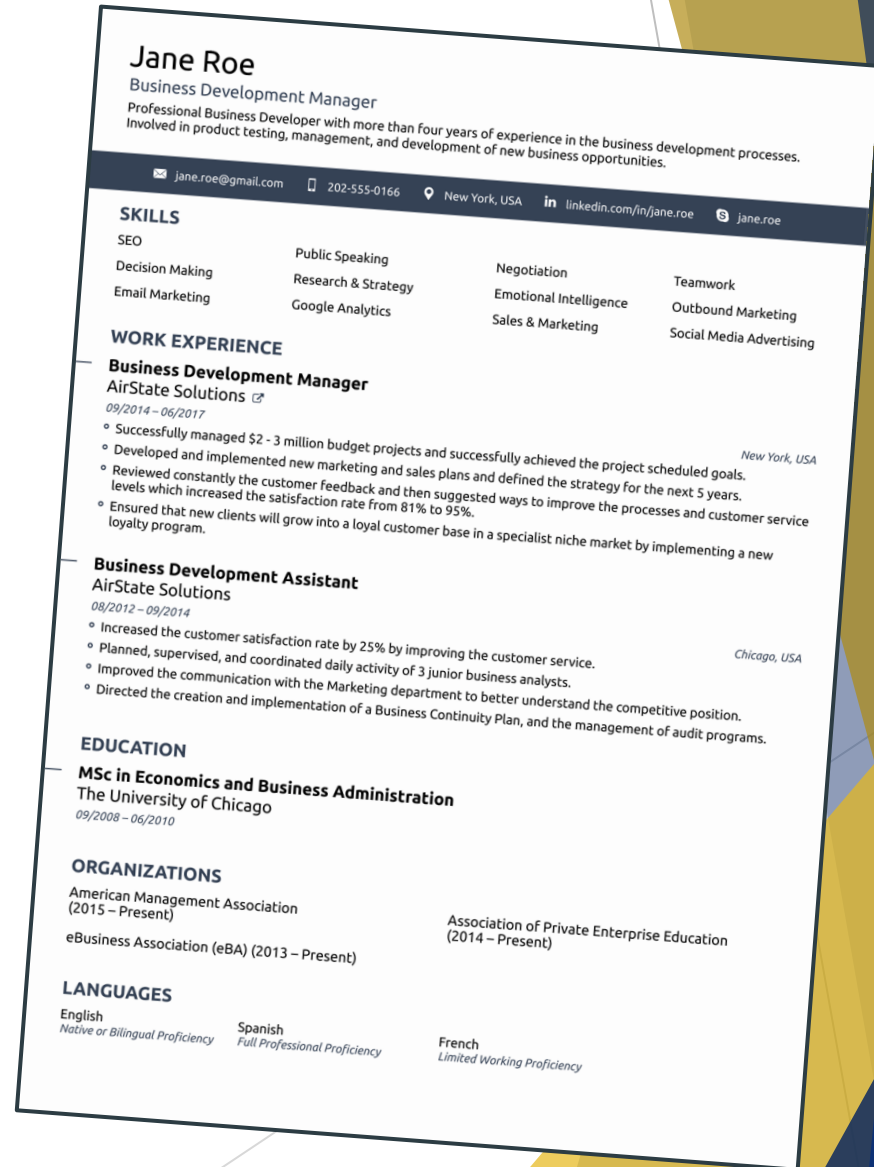 Jane Roe
Business Development Manager
Professional Business Developer with more than four years of experience in the business development processes.
Involved in product testing, management, and development of new business opportunities.
jane.roe@gmail.com 202-555-0166 New York, USA linkedin.com/in/jane.roe jane.roe
SKILLS
SEO Public Speaking Negotiation Teamwork
Decision Making Research & Strategy Emotional Intelligence Outbound Marketing
Email Marketing Google Analytics Sales & Marketing Social Media Advertising
WORK EXPERIENCE
Business Development Manager
AirState Solutions
09/2014 – 06/2017 New York, USA
Successfully managed $2 - 3 million budget projects and successfully achieved the project scheduled goals.
Developed and implemented new marketing and sales plans and defined the strategy for the next 5 years.
Reviewed constantly the customer feedback and then suggested ways to improve the processes and customer service
levels which increased the satisfaction rate from 81% to 95%.
Ensured that new clients will grow into a loyal customer base in a specialist niche market by implementing a new
loyalty program.
Business Development Assistant
AirState Solutions
08/2012 – 09/2014 Chicago, USA
Increased the customer satisfaction rate by 25% by improving the customer service.
Planned, supervised, and coordinated daily activity of 3 junior business analysts.
Improved the communication with the Marketing department to better understand the competitive position.
Directed the creation and implementation of a Business Continuity Plan, and the management of audit programs.
EDUCATION
MSc in Economics and Business Administration
The University of Chicago
09/2008 – 06/2010
ORGANIZATIONS
American Management Association
(2015 – Present)
Association of Private Enterprise Education
(2014 – Present)
eBusiness Association (eBA) (2013 – Present)
LANGUAGES
English
Native or Bilingual Proficiency
Spanish
Full Professional Proficiency
French
Limited Working Proficiency